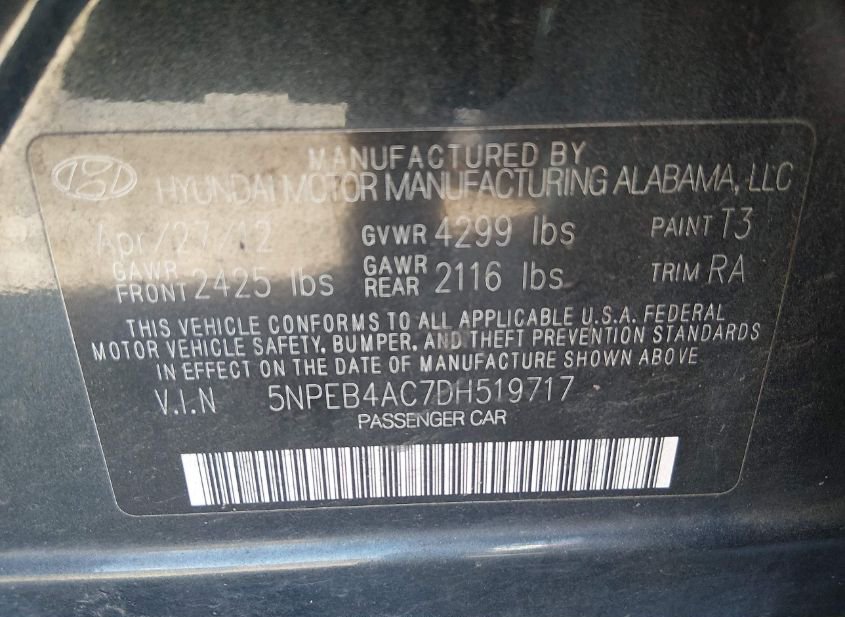 MANUFACTURED BY
HYUNDAI MOTOR MANUFACTURING ALABAMA, LLC
Apr/27/12 GVWR 4299 lbs PAINT T3
GAWR FRONT 2425 lbs GAWR REAR 2116 lbs TRIM RA
THIS VEHICLE CONFORMS TO ALL APPLICABLE U.S.A. FEDERAL
MOTOR VEHICLE SAFETY, BUMPER, AND THEFT PREVENTION STANDARDS
IN EFFECT ON THE DATE OF MANUFACTURE SHOWN ABOVE
V.I.N 5NPEB4AC7DH519717
PASSENGER CAR